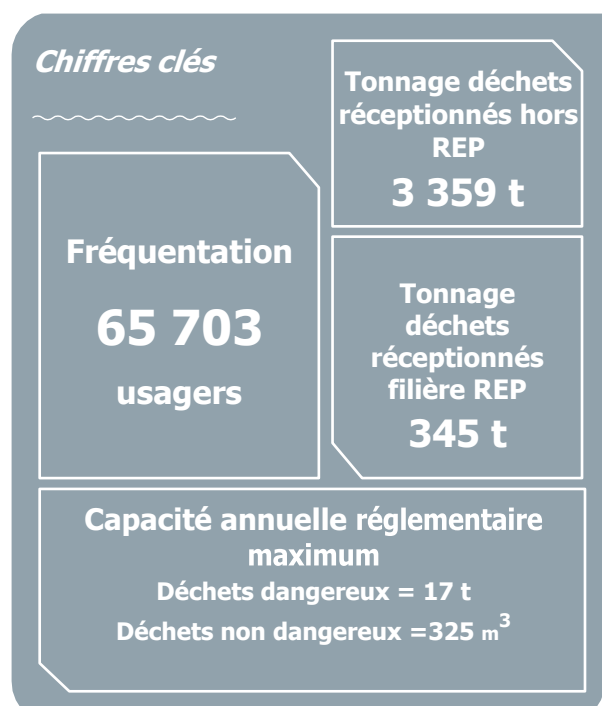 Chiffres clés
Fréquentation
65 703
usagers
Tonnage déchets
réceptionnés hors
REP
3 359 t
Tonnage
déchets
réceptionnés
filière REP
345 t
Capacité annuelle réglementaire
maximum
Déchets dangereux = 17 t
Déchets non dangereux =325 m³